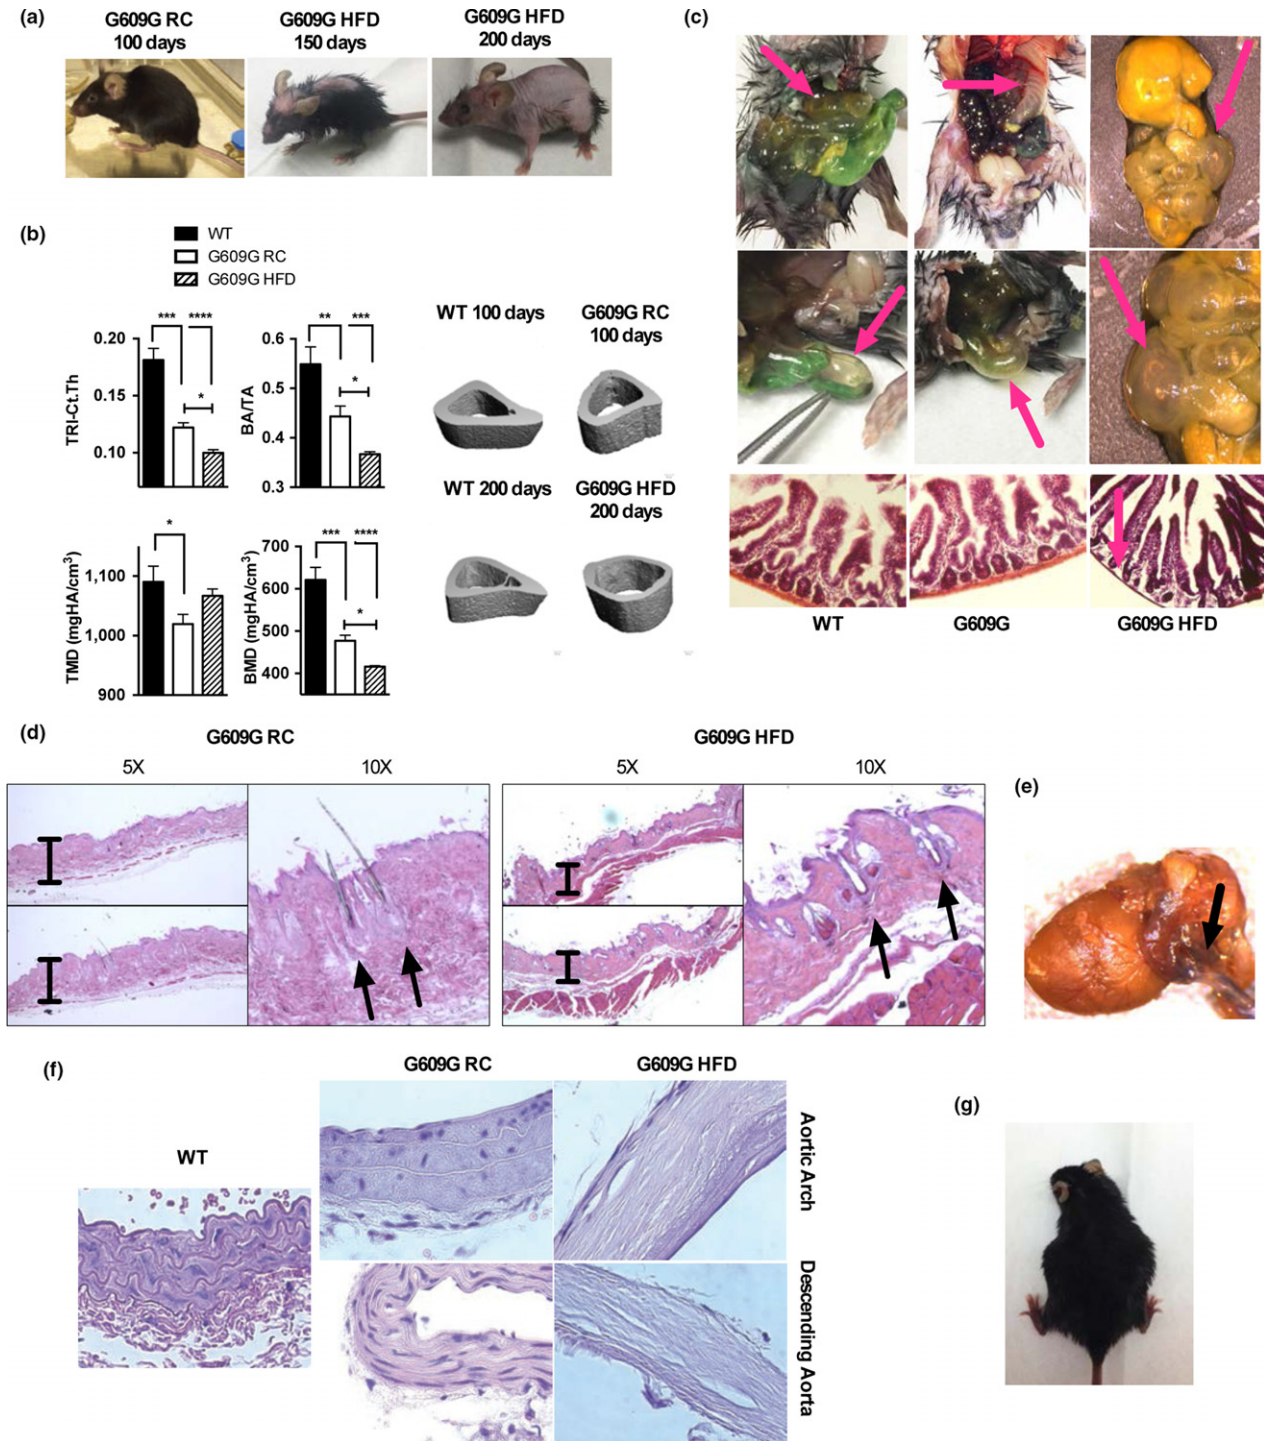 (a)
G609G RC
100 days
G609G HFD
150 days
G609G HFD
200 days
(b)
WT
G609G RC
G609G HFD
*** ****
*
TRI-Ct.Th
0.20
0.15
0.10
** ***
*
BA/TA
0.6
0.5
0.4
0.3
*
TMD (mgHA/cm³)
1,100
1,000
900
*** ****
*
BMD (mgHA/cm³)
700
600
500
400
WT 100 days
G609G RC
100 days
WT 200 days
G609G HFD
200 days
(c)
WT
G609G
G609G HFD
(d)
G609G RC
5X
10X
G609G HFD
5X
10X
(e)
(f)
WT
G609G RC
G609G HFD
Aortic Arch
Descending Aorta
(g)